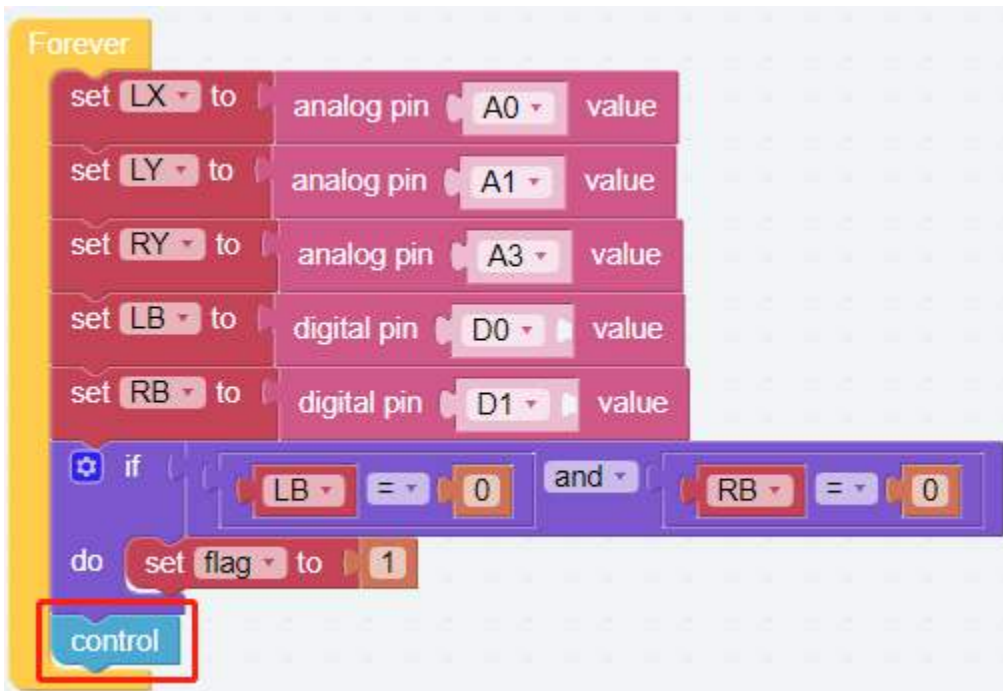 Forever
set LX to analog pin A0 value
set LY to analog pin A1 value
set RY to analog pin A3 value
set LB to digital pin D0 value
set RB to digital pin D1 value
if LB = 0 and RB = 0
do set flag to 1
control